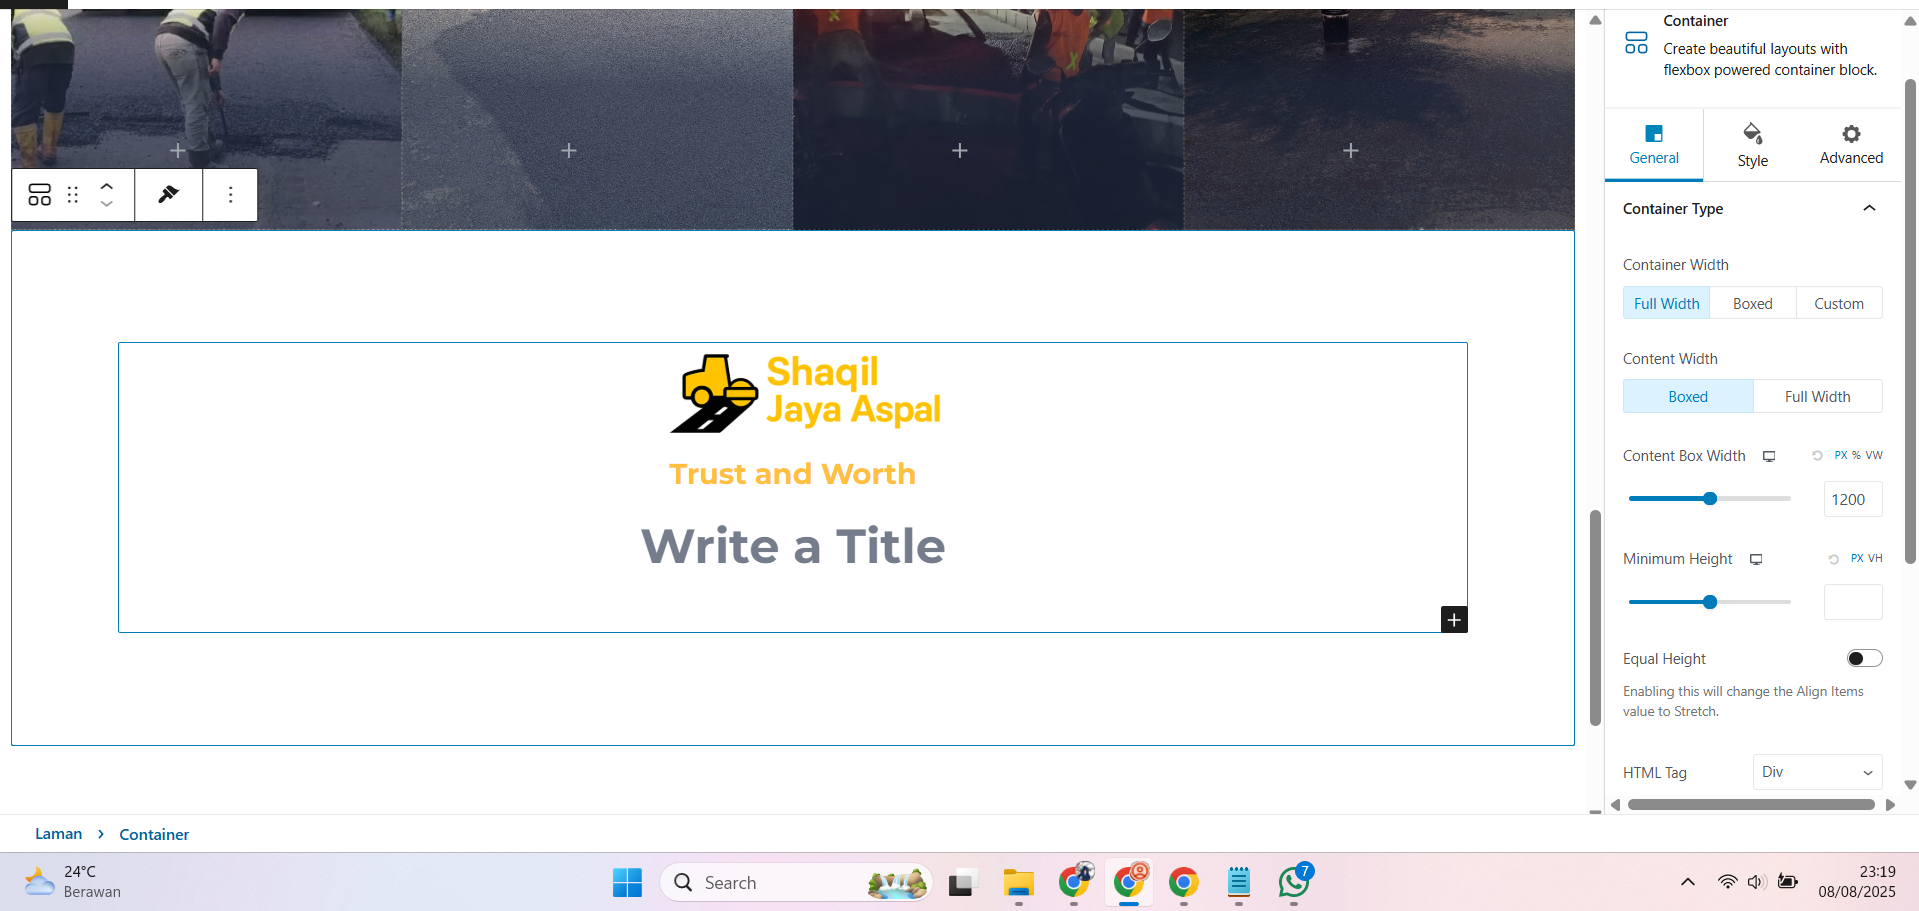 Container
Create beautiful layouts with
flexbox powered container block.
General
Style
Advanced
Container Type
Container Width
Full Width
Boxed
Custom
Content Width
Boxed
Full Width
Content Box Width
PX % VW
1200
Minimum Height
PX VH
Equal Height
Enabling this will change the Align Items
value to Stretch.
HTML Tag
Div
Shaqil
Jaya Aspal
Trust and Worth
Write a Title
Laman
Container
24°C
Berawan
Search
7
23:19
08/08/2025